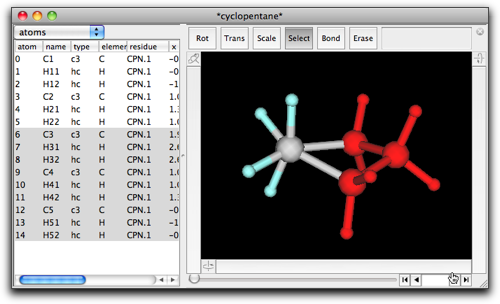 *cyclopentane*
atoms
Rot Trans Scale Select Bond Erase
atom name type elemen residue x
0 C1 c3 C CPN.1 -0
1 H11 hc H CPN.1 -0
2 H12 hc H CPN.1 -1
3 C2 c3 C CPN.1 1.0
4 H21 hc H CPN.1 1.3
5 H22 hc H CPN.1 1.0
6 C3 c3 C CPN.1 1.9
7 H31 hc H CPN.1 2.6
8 H32 hc H CPN.1 2.6
9 C4 c3 C CPN.1 1.0
10 H41 hc H CPN.1 1.0
11 H42 hc H CPN.1 1.3
12 C5 c3 C CPN.1 -0
13 H51 hc H CPN.1 -1
14 H52 hc H CPN.1 -0